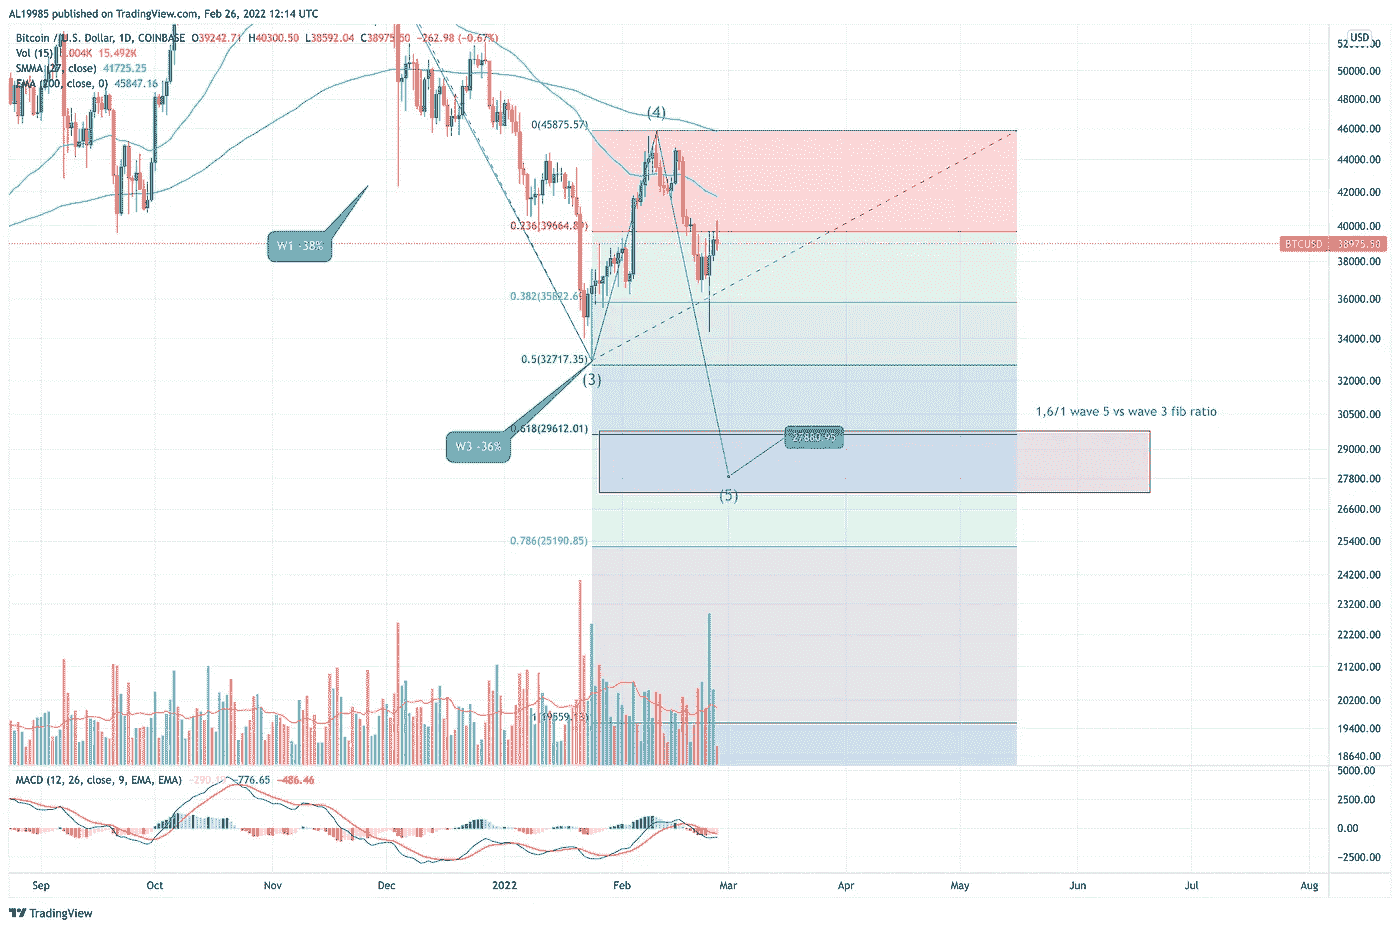 AL19985 published on TradingView.com, Feb 26, 2022 12:14 UTC
Bitcoin / U.S. Dollar, 1D, COINBASE O39242.71 H40300.50 L38592.04 C38975.50 −262.98 (−0.67%)
Vol (15) 15.492K
SMMA (27, close) 41725.25
EMA (200, close, 0) 45847.16
USD
50000.00
48000.00
46000.00
44000.00
42000.00
40000.00
BTCUSD 38975.50
38000.00
36000.00
34000.00
32000.00
30500.00
29000.00
27800.00
26600.00
25400.00
24200.00
23200.00
22200.00
21200.00
20200.00
19400.00
18640.00
(4)
0(45875.57)
W1 -38%
0.236(39664.89)
0.382(35822.69)
0.5(32717.35)
(3)
1,6/1 wave 5 vs wave 3 fib ratio
0.618(29612.01)
27880.95
W3 -36%
(5)
0.786(25190.85)
1(19559.13)
MACD (12, 26, close, 9, EMA, EMA) −776.65 −486.46
5000.00
2500.00
0.00
−2500.00
Sep Oct Nov Dec 2022 Feb Mar Apr May Jun Jul Aug
TradingView